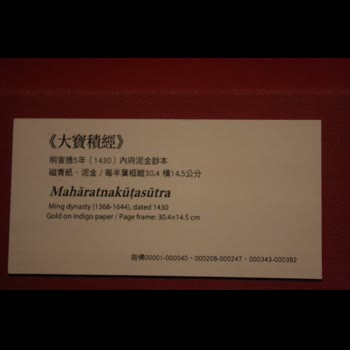 《大寶積經》
明宣德5年（1430）內府泥金鈔本
磁青紙、泥金 / 每半葉框縱30.4 橫14.5公分
Mahāratnakūṭasūtra
Ming dynasty (1368-1644), dated 1430
Gold on indigo paper / Page frame: 30.4×14.5 cm
故佛00001-000040、000208-000247、000343-000382